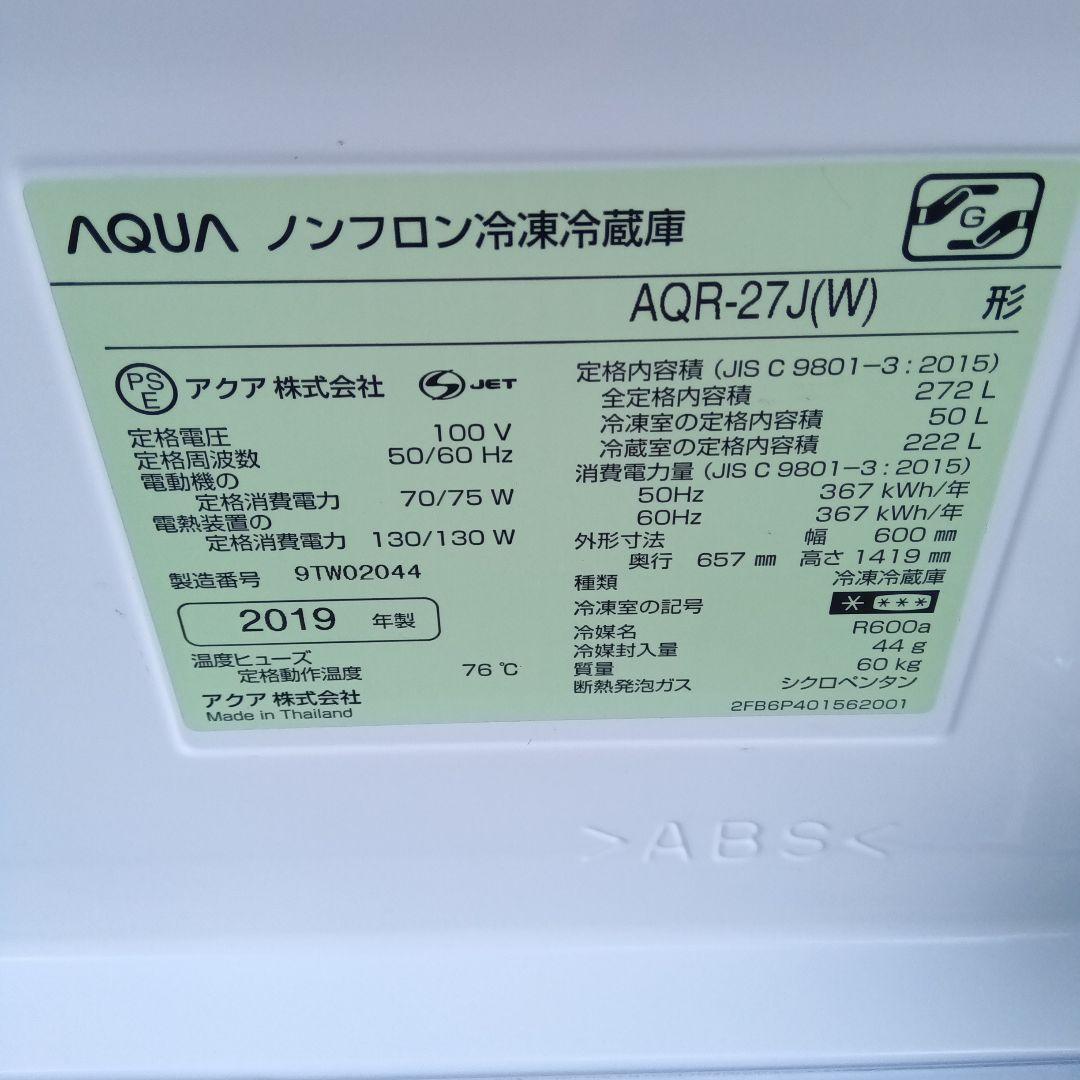 AQUA ノンフロン冷凍冷蔵庫
G
AQR-27J(W) 形
PSE アクア 株式会社 S JET
定格電圧 100 V
定格周波数 50/60 Hz
電動機の
定格消費電力 70/75 W
電熱装置の
定格消費電力 130/130 W
製造番号 9TW02044
2019 年製
温度ヒューズ
定格動作温度 76 ℃
アクア 株式会社
Made in Thailand
定格内容積 (JIS C 9801-3 : 2015)
全定格内容積 272 L
冷凍室の定格内容積 50 L
冷蔵室の定格内容積 222 L
消費電力量 (JIS C 9801-3 : 2015)
50Hz 367 kWh/年
60Hz 367 kWh/年
外形寸法 幅 600 ㎜
奥行 657 ㎜ 高さ 1419 ㎜
種類 冷凍冷蔵庫
冷凍室の記号 * ***
冷媒名 R600a
冷媒封入量 44 g
質量 60 kg
断熱発泡ガス シクロペンタン
2FB6P401562001
>ABS<